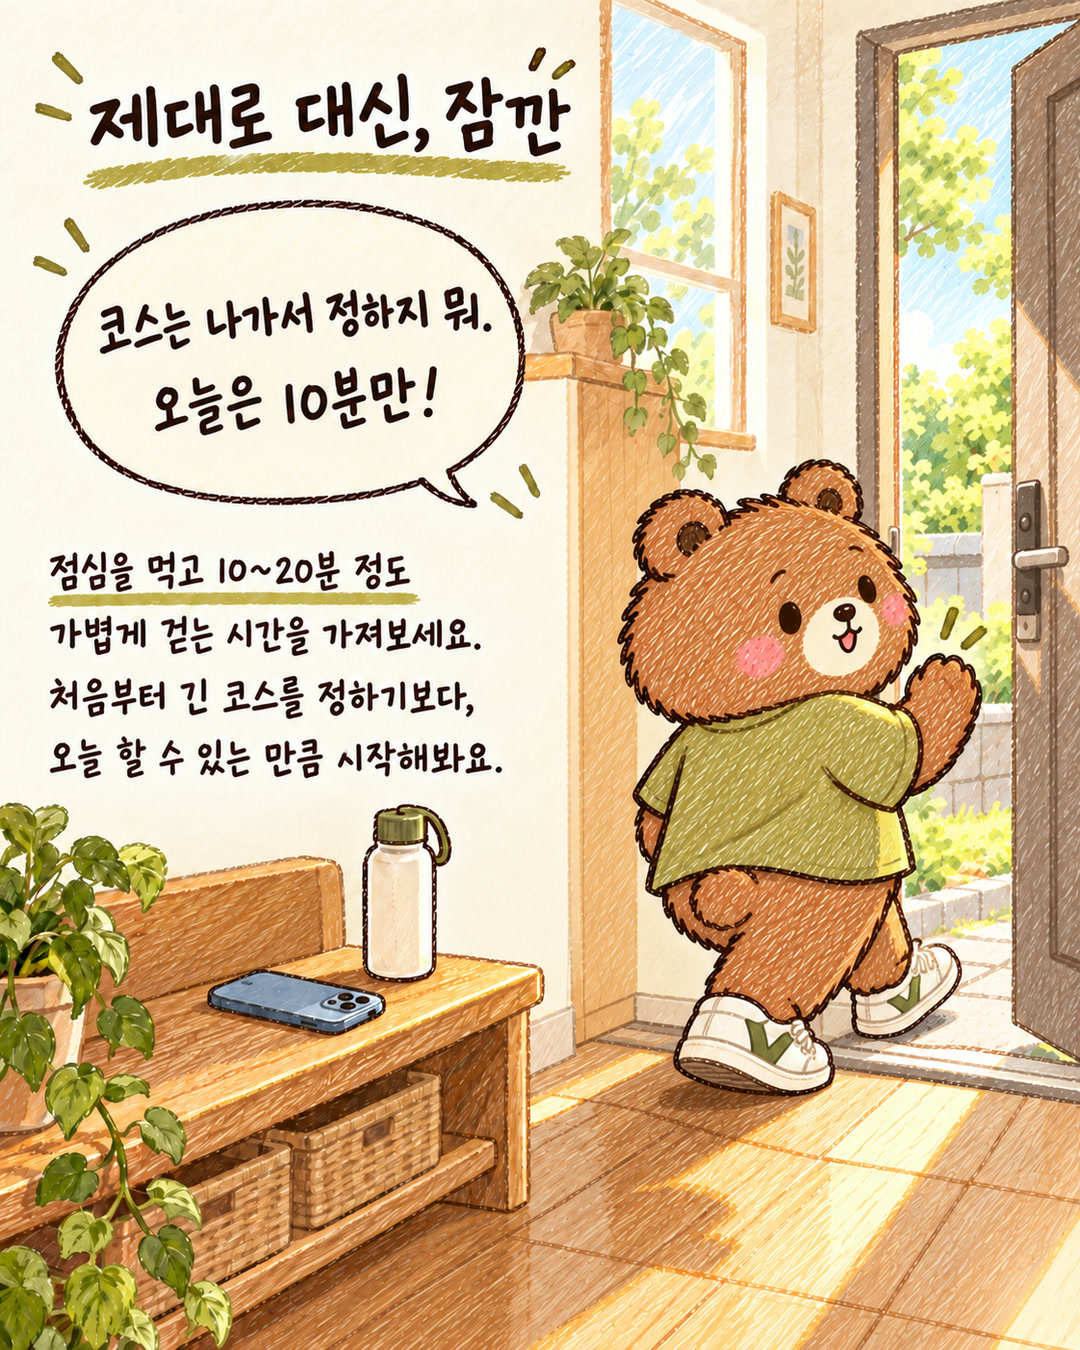 제대로 대신, 잠깐
코스는 나가서 정하지 뭐.
오늘은 10분만!
점심을 먹고 10~20분 정도
가볍게 걷는 시간을 가져보세요.
처음부터 긴 코스를 정하기보다,
오늘 할 수 있는 만큼 시작해봐요.